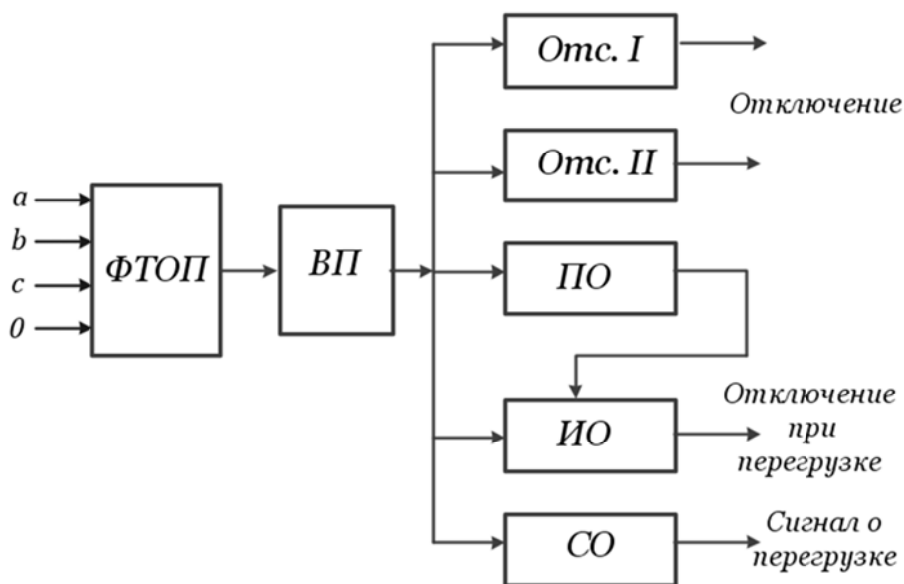 a
b
c
0
ФТОП
ВП
Отс. I
Отс. II
ПО
ИО
СО
Отключение
Отключение
при
перегрузке
Сигнал о
перегрузке